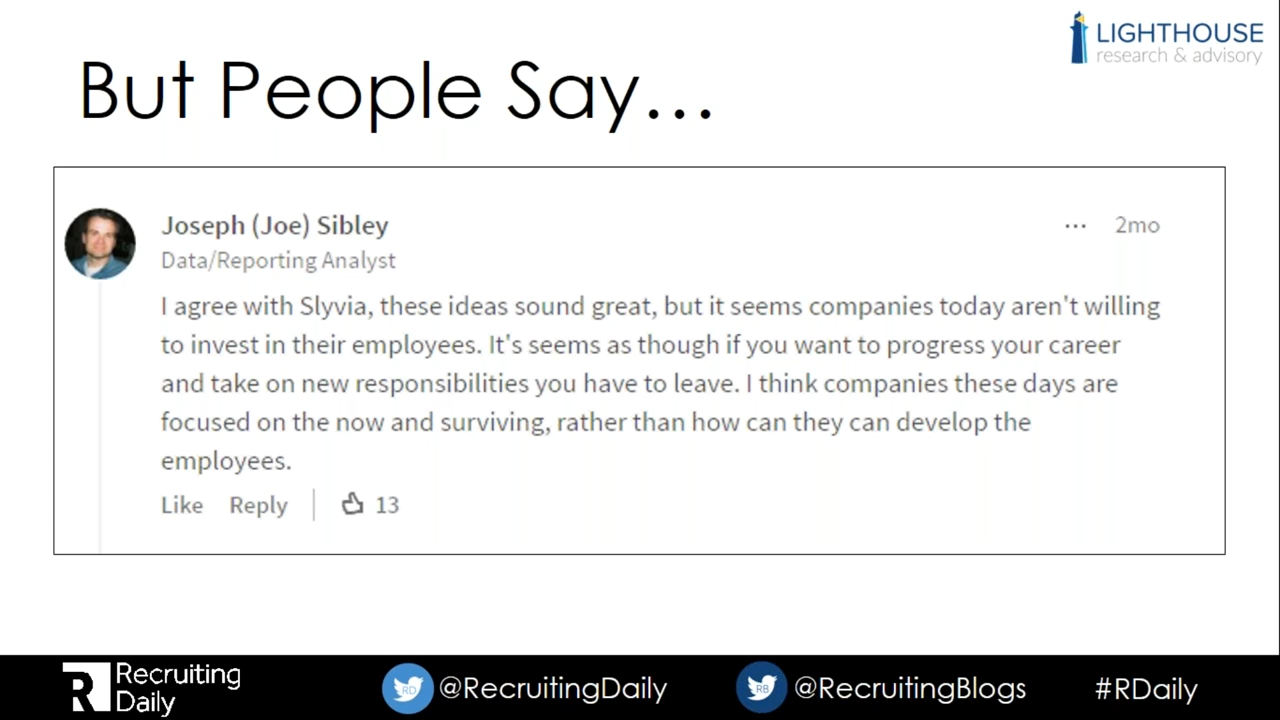 LIGHTHOUSE
research & advisory
But People Say...
Joseph (Joe) Sibley
... 2mo
Data/Reporting Analyst
I agree with Slyvia, these ideas sound great, but it seems companies today aren't willing
to invest in their employees. It's seems as though if you want to progress your career
and take on new responsibilities you have to leave. I think companies these days are
focused on the now and surviving, rather than how can they can develop the
employees.
Like Reply | 13
R Recruiting
Daily
RD @RecruitingDaily
RB @RecruitingBlogs
#RDaily